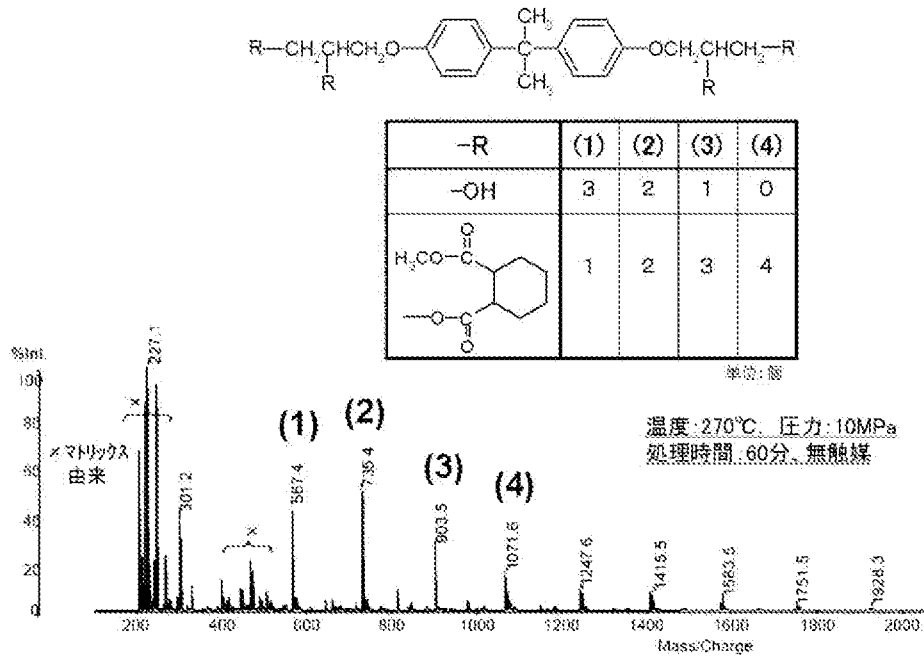 CH₃
R—CH₂CHCH₂O C OCH₂CHCH₂—R
R CH₃ R
—R (1) (2) (3) (4)
—OH 3 2 1 0
O
H₃CO—C 1 2 3 4
—O—C
O
単位:個
%Int.
227.1
100
80
60
40
20
0
×
×マトリックス
由来
301.2
×
(1)
567.4
(2)
735.4
(3)
903.5
(4)
1071.6
1247.6
1415.5
1583.5
1751.5
温度:270℃、圧力:10MPa
処理時間:60分、無触媒
200 400 600 800 1000 1200 1400 1600 1800 2000
Mass/Charge